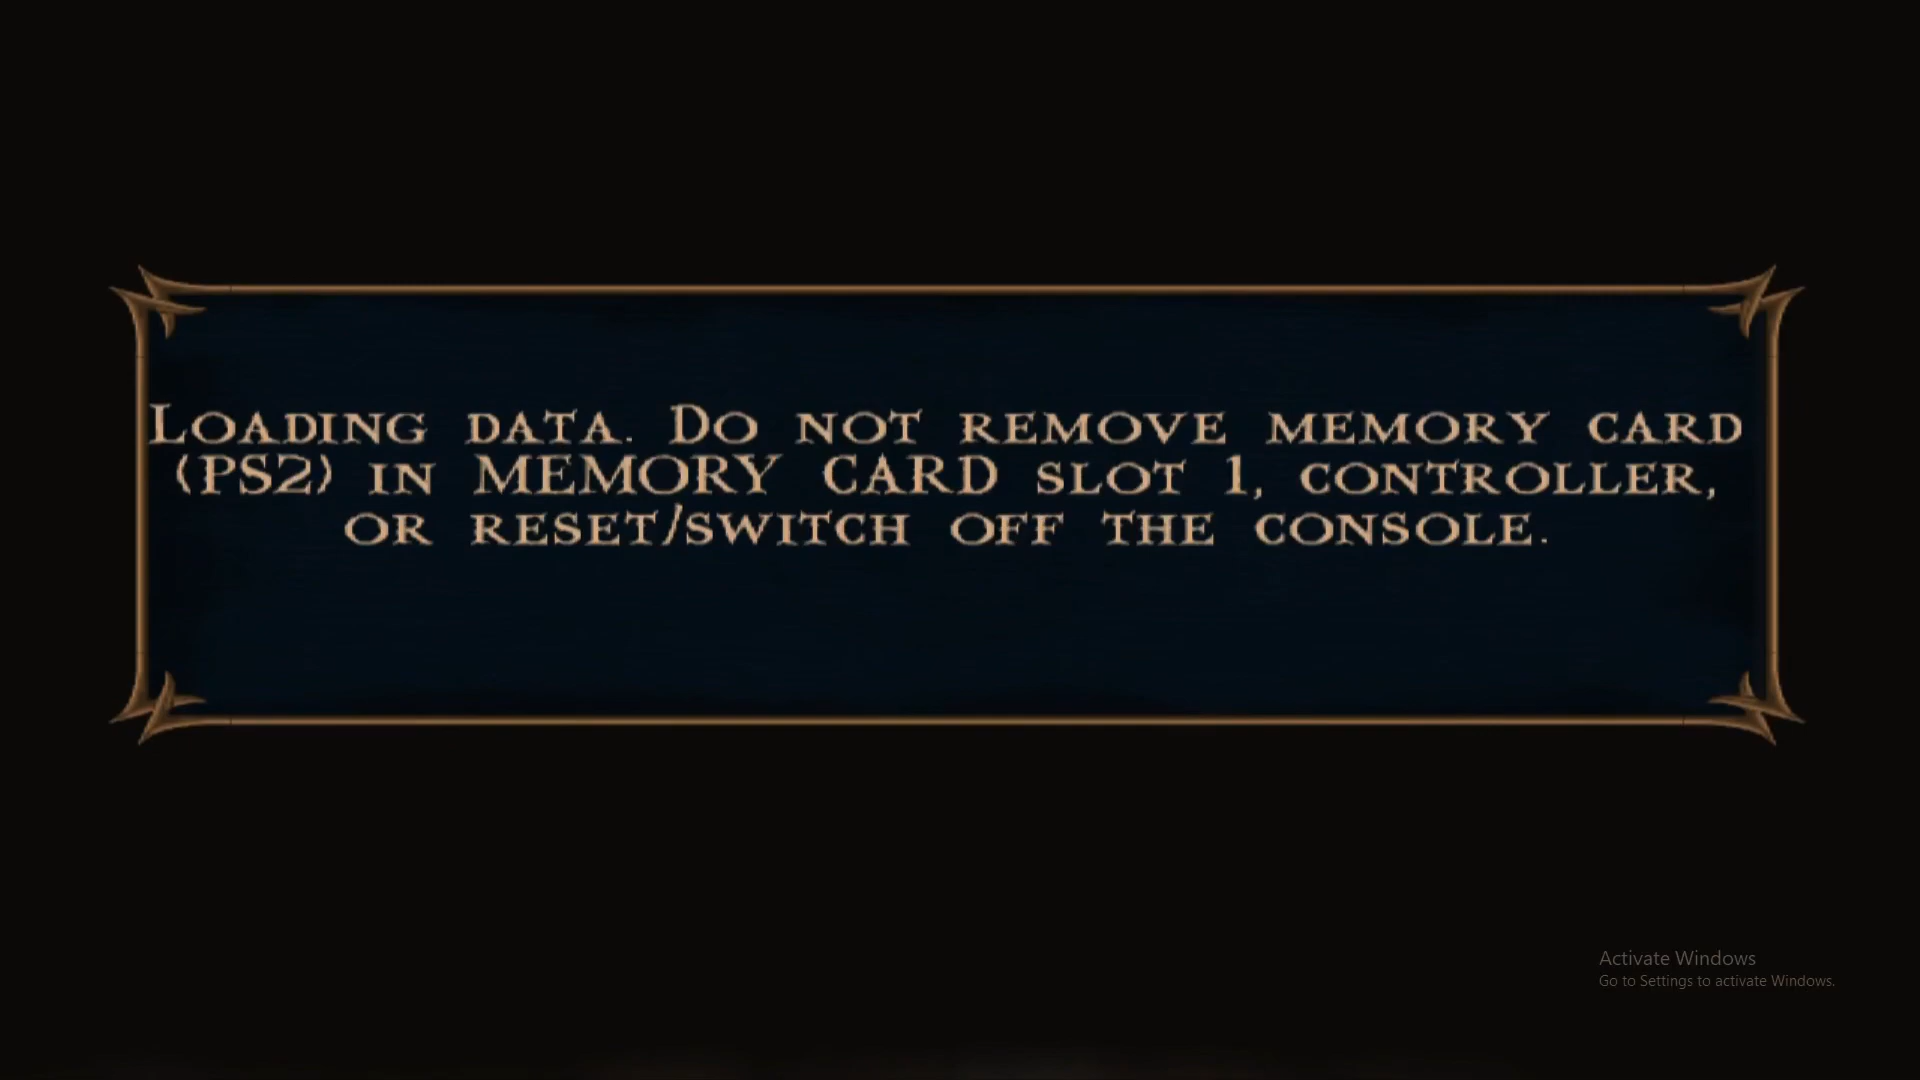 Loading data. Do not remove memory card
(PS2) in MEMORY CARD slot 1, controller,
or reset/switch off the console.
Activate Windows
Go to Settings to activate Windows.